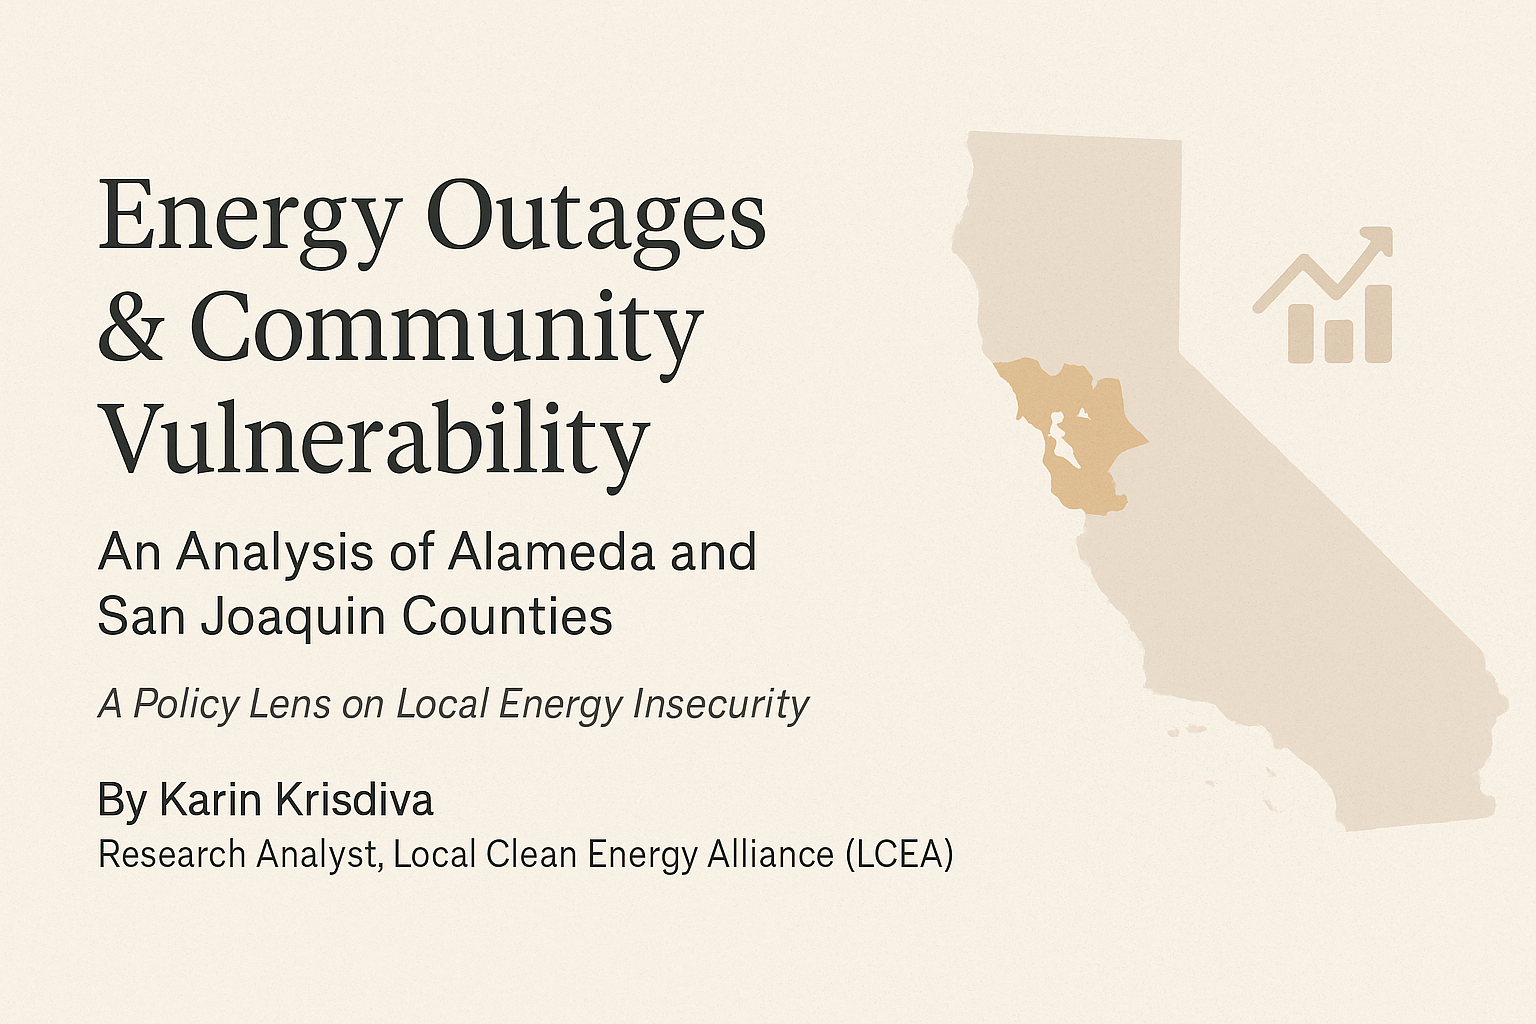 Energy Outages
& Community
Vulnerability
An Analysis of Alameda and
San Joaquin Counties
A Policy Lens on Local Energy Insecurity
By Karin Krisdiva
Research Analyst, Local Clean Energy Alliance (LCEA)